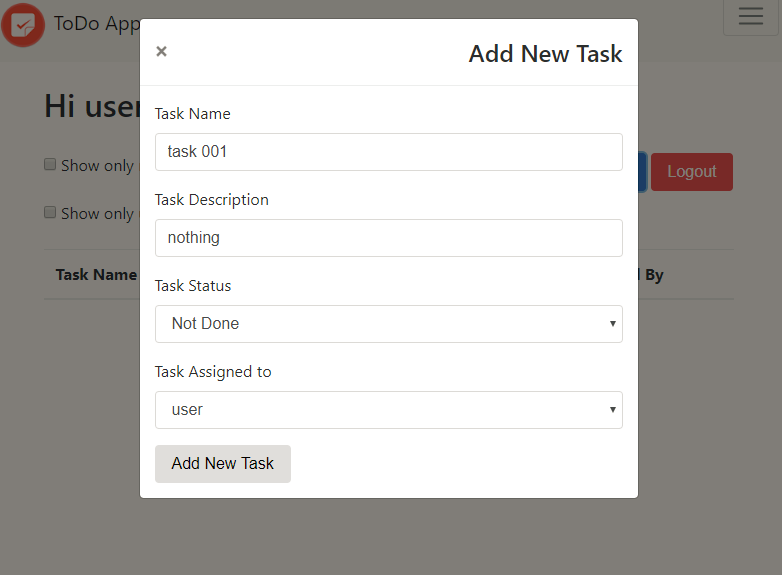 ToDo App
×
Add New Task
Hi user
Task Name
task 001
Show only
Logout
Task Description
nothing
Show only
Task Name
By
Task Status
Not Done
Task Assigned to
user
Add New Task